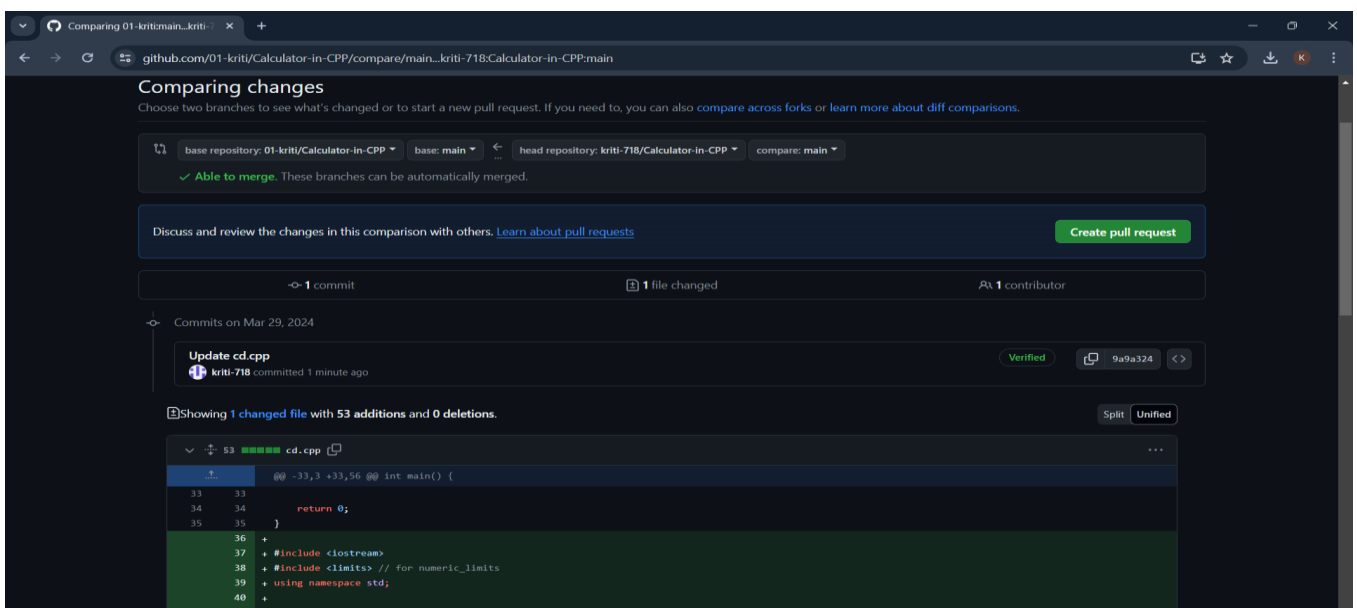 Comparing 01-kriti:main...kriti-7
github.com/01-kriti/Calculator-in-CPP/compare/main...kriti-718:Calculator-in-CPP:main
K
Comparing changes
Choose two branches to see what's changed or to start a new pull request. If you need to, you can also compare across forks or learn more about diff comparisons.
base repository: 01-kriti/Calculator-in-CPP base: main ... head repository: kriti-718/Calculator-in-CPP compare: main
Able to merge. These branches can be automatically merged.
Discuss and review the changes in this comparison with others. Learn about pull requests Create pull request
1 commit 1 file changed 1 contributor
Commits on Mar 29, 2024
Update cd.cpp Verified 9a9a324 <>
kriti-718 committed 1 minute ago
Showing 1 changed file with 53 additions and 0 deletions. Split Unified
53 cd.cpp ...
@@ -33,3 +33,56 @@ int main() {
33 33
34 34 return 0;
35 35 }
36 +
37 + #include <iostream>
38 + #include <limits> // for numeric_limits
39 + using namespace std;
40 +